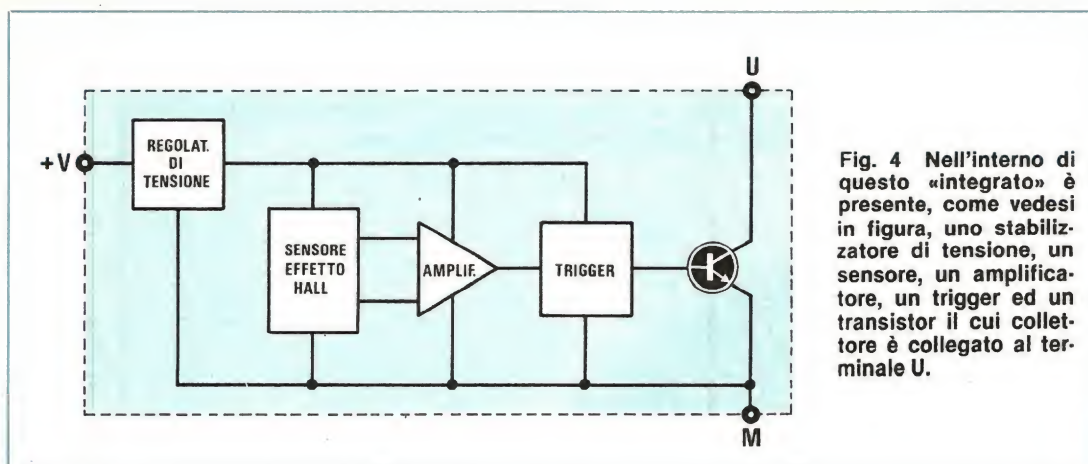 U
+V
REGOLAT.
DI
TENSIONE
SENSORE
EFFETTO
HALL
AMPLIF.
TRIGGER
M
Fig. 4 Nell'interno di
questo «integrato» è
presente, come vedesi
in figura, uno stabiliz-
zatore di tensione, un
sensore, un amplifica-
tore, un trigger ed un
transistor il cui collet-
tore è collegato al ter-
minale U.